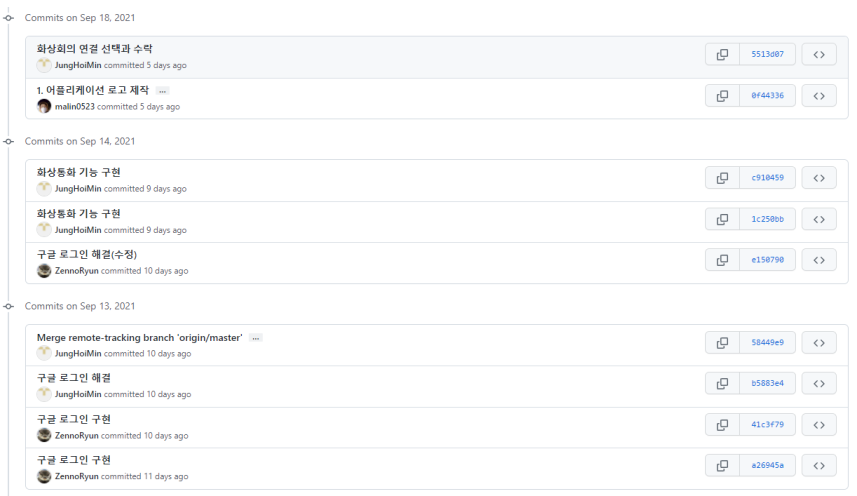 Commits on Sep 18, 2021
화상회의 연결 선택과 수락
JungHoiMin committed 5 days ago
5513d07
1. 어플리케이션 로고 제작 ...
malin0523 committed 5 days ago
0f44336
Commits on Sep 14, 2021
화상통화 기능 구현
JungHoiMin committed 9 days ago
c910459
화상통화 기능 구현
JungHoiMin committed 9 days ago
1c250bb
구글 로그인 해결(수정)
ZennoRyun committed 10 days ago
e150790
Commits on Sep 13, 2021
Merge remote-tracking branch 'origin/master' ...
JungHoiMin committed 10 days ago
58449e9
구글 로그인 해결
JungHoiMin committed 10 days ago
b5883e4
구글 로그인 구현
ZennoRyun committed 10 days ago
41c3f79
구글 로그인 구현
ZennoRyun committed 11 days ago
a26945a